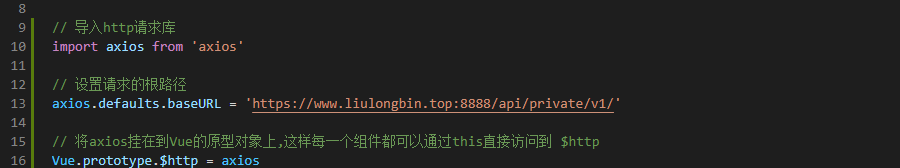 8
9 // 导入http请求库
10 import axios from 'axios'
11
12 // 设置请求的根路径
13 axios.defaults.baseURL = 'https://www.liulongbin.top:8888/api/private/v1/'
14
15 // 将axios挂在到Vue的原型对象上,这样每一个组件都可以通过this直接访问到 $http
16 Vue.prototype.$http = axios